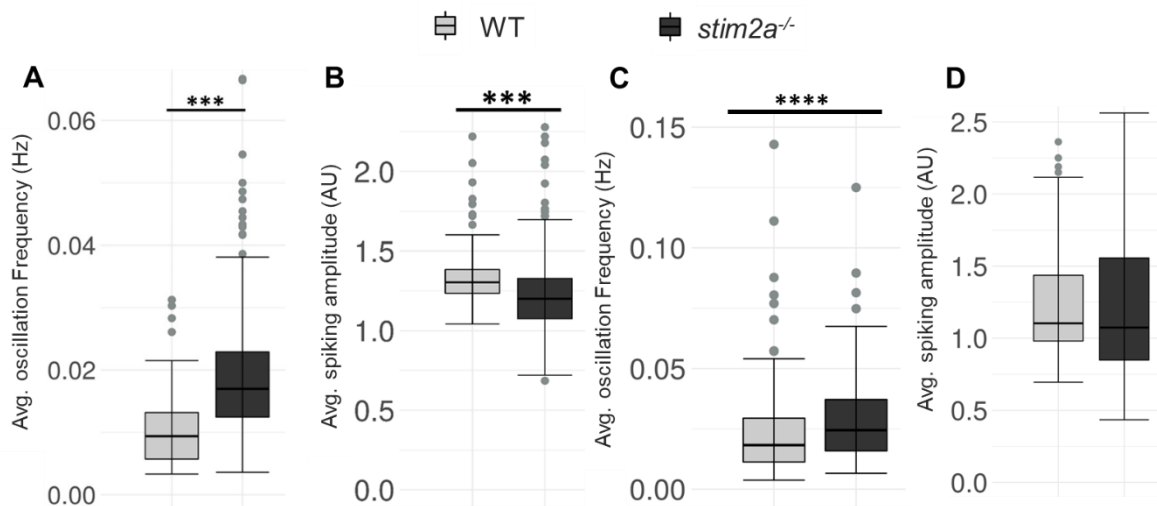 WT
stim2a-/-
A
***
Avg. oscillation Frequency (Hz)
0.06
0.04
0.02
0.00
B
***
Avg. spiking amplitude (AU)
2.0
1.5
1.0
0.5
0.0
C
****
Avg. oscillation Frequency (Hz)
0.15
0.10
0.05
0.00
D
Avg. spiking amplitude (AU)
2.5
2.0
1.5
1.0
0.5
0.0